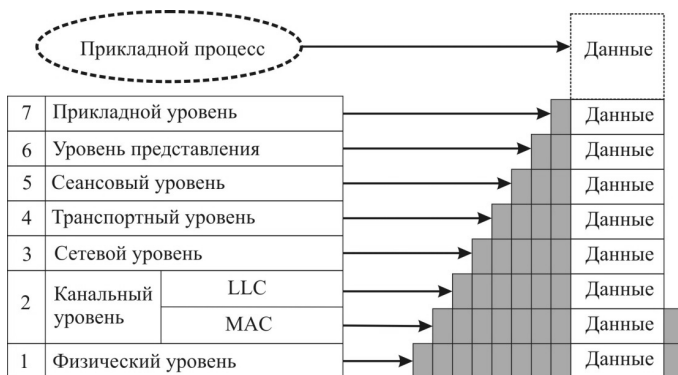 Прикладной процесс
Данные
7 Прикладной уровень Данные
6 Уровень представления Данные
5 Сеансовый уровень Данные
4 Транспортный уровень Данные
3 Сетевой уровень Данные
2 Канальный уровень LLC Данные
MAC Данные
1 Физический уровень Данные